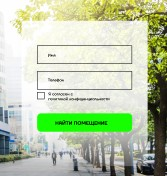 Имя
Телефон
Я согласен с
политикой конфиденциальности
НАЙТИ ПОМЕЩЕНИЕ